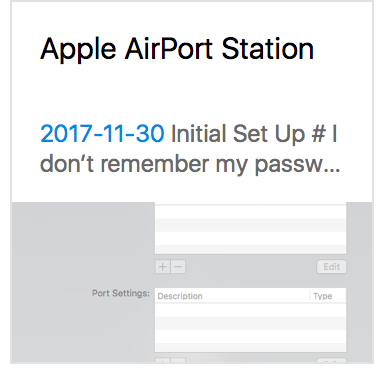 Apple AirPort Station
2017-11-30 Initial Set Up # I
don’t remember my passw...
+ − Edit
Port Settings: Description Type